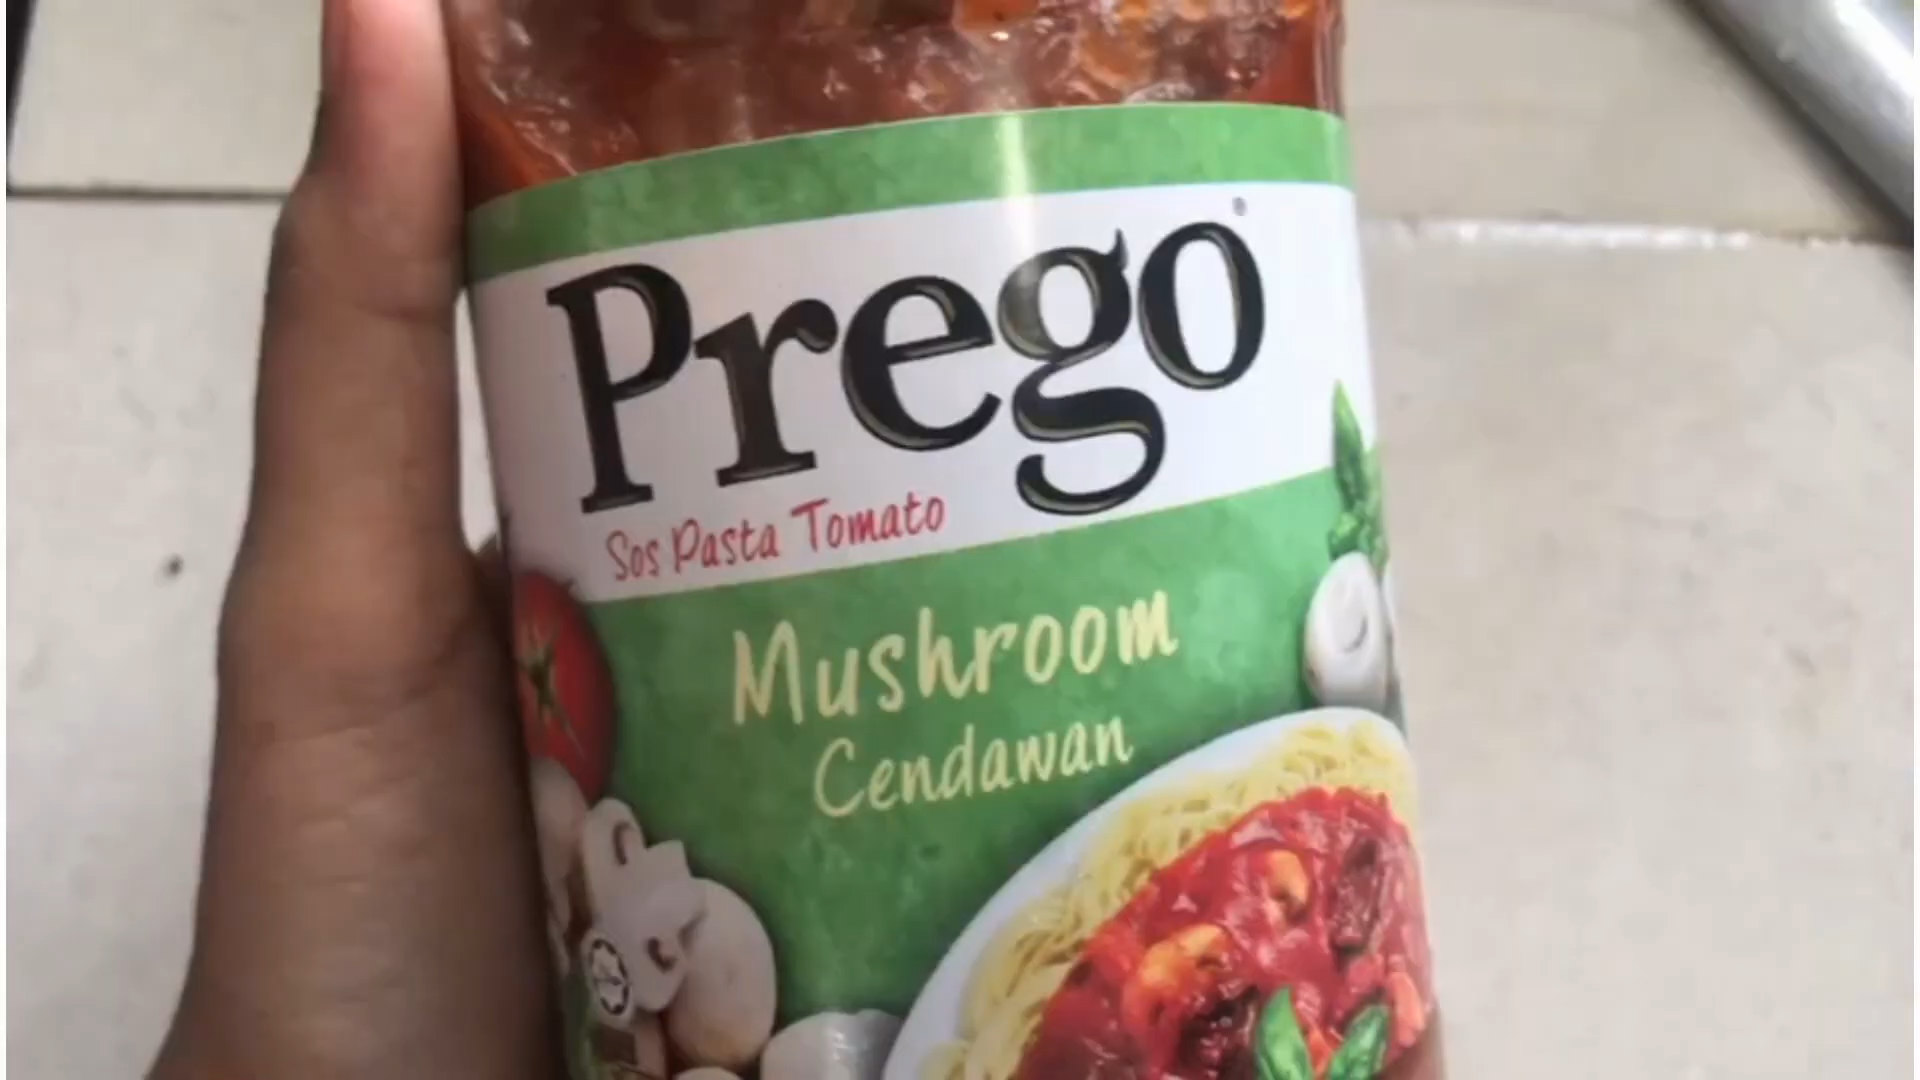 Prego
Sos Pasta Tomato
Mushroom
Cendawan